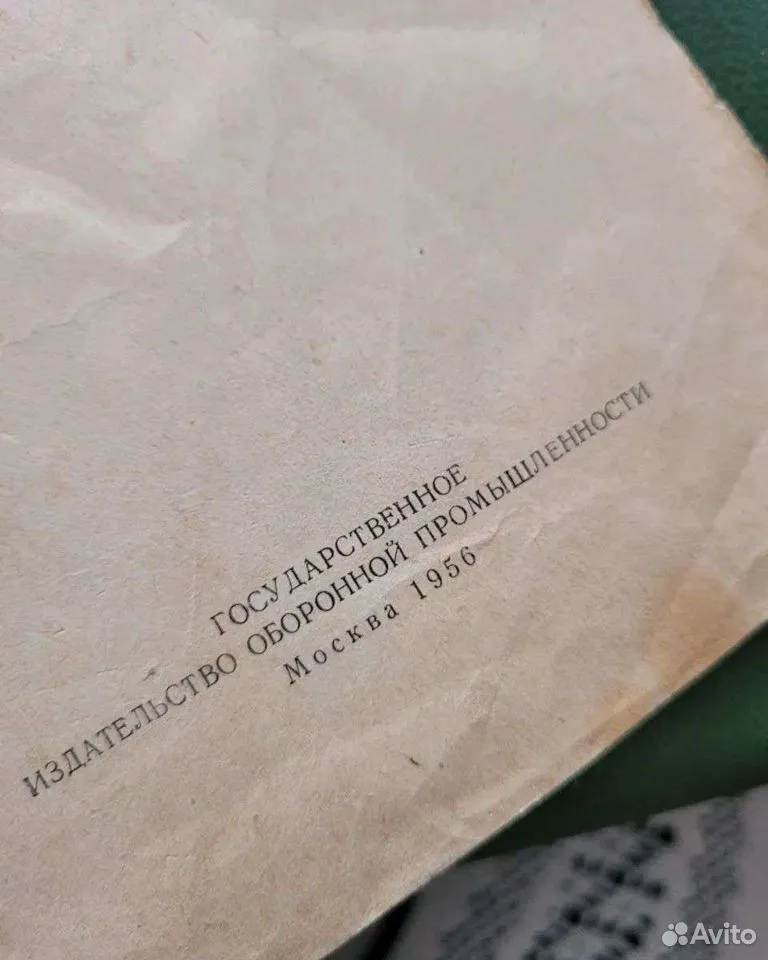 ГОСУДАРСТВЕННОЕ
ИЗДАТЕЛЬСТВО ОБОРОННОЙ ПРОМЫШЛЕННОСТИ
Москва 1956
Avito